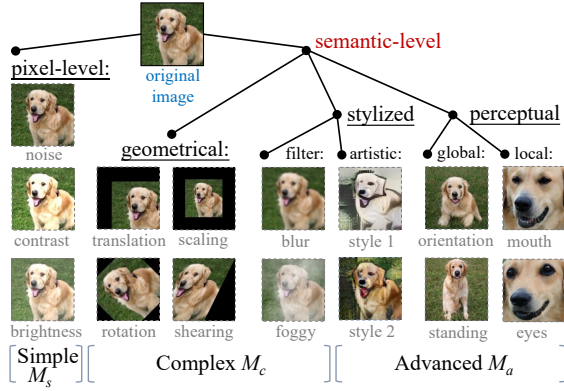 semantic-level
pixel-level:
original
image
stylized
perceptual
geometrical:
filter: artistic: global: local:
noise
contrast translation scaling blur style 1 orientation mouth
brightness rotation shearing foggy style 2 standing eyes
Simple Mₛ
Complex M_c
Advanced Mₐ